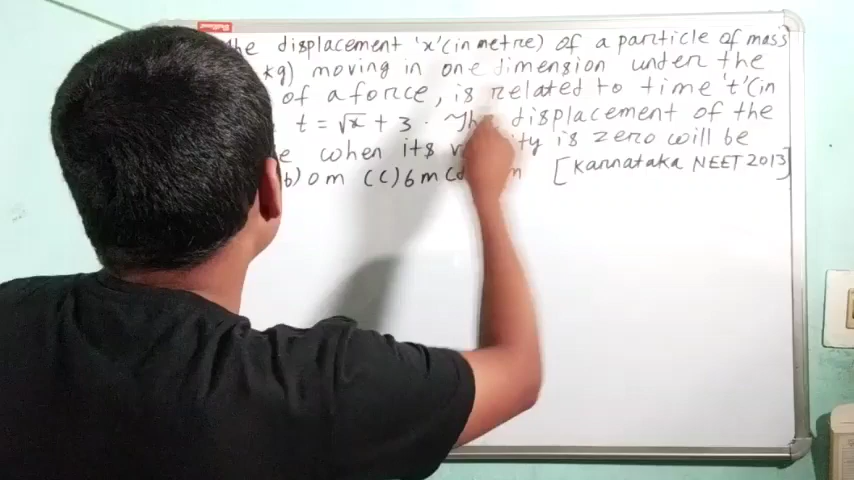 the displacement 'x'(in metre) of a particle of mass
kg) moving in one dimension under the
of a force, is related to time 't'(in
t = √x + 3. The displacement of the
when its is zero will be
b) 0 m (c) 6 m (d m [Karnataka NEET 2013]